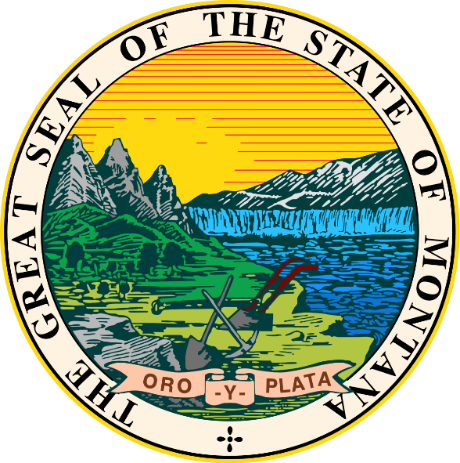 THE GREAT SEAL OF THE STATE OF MONTANA
ORO -Y- PLATA